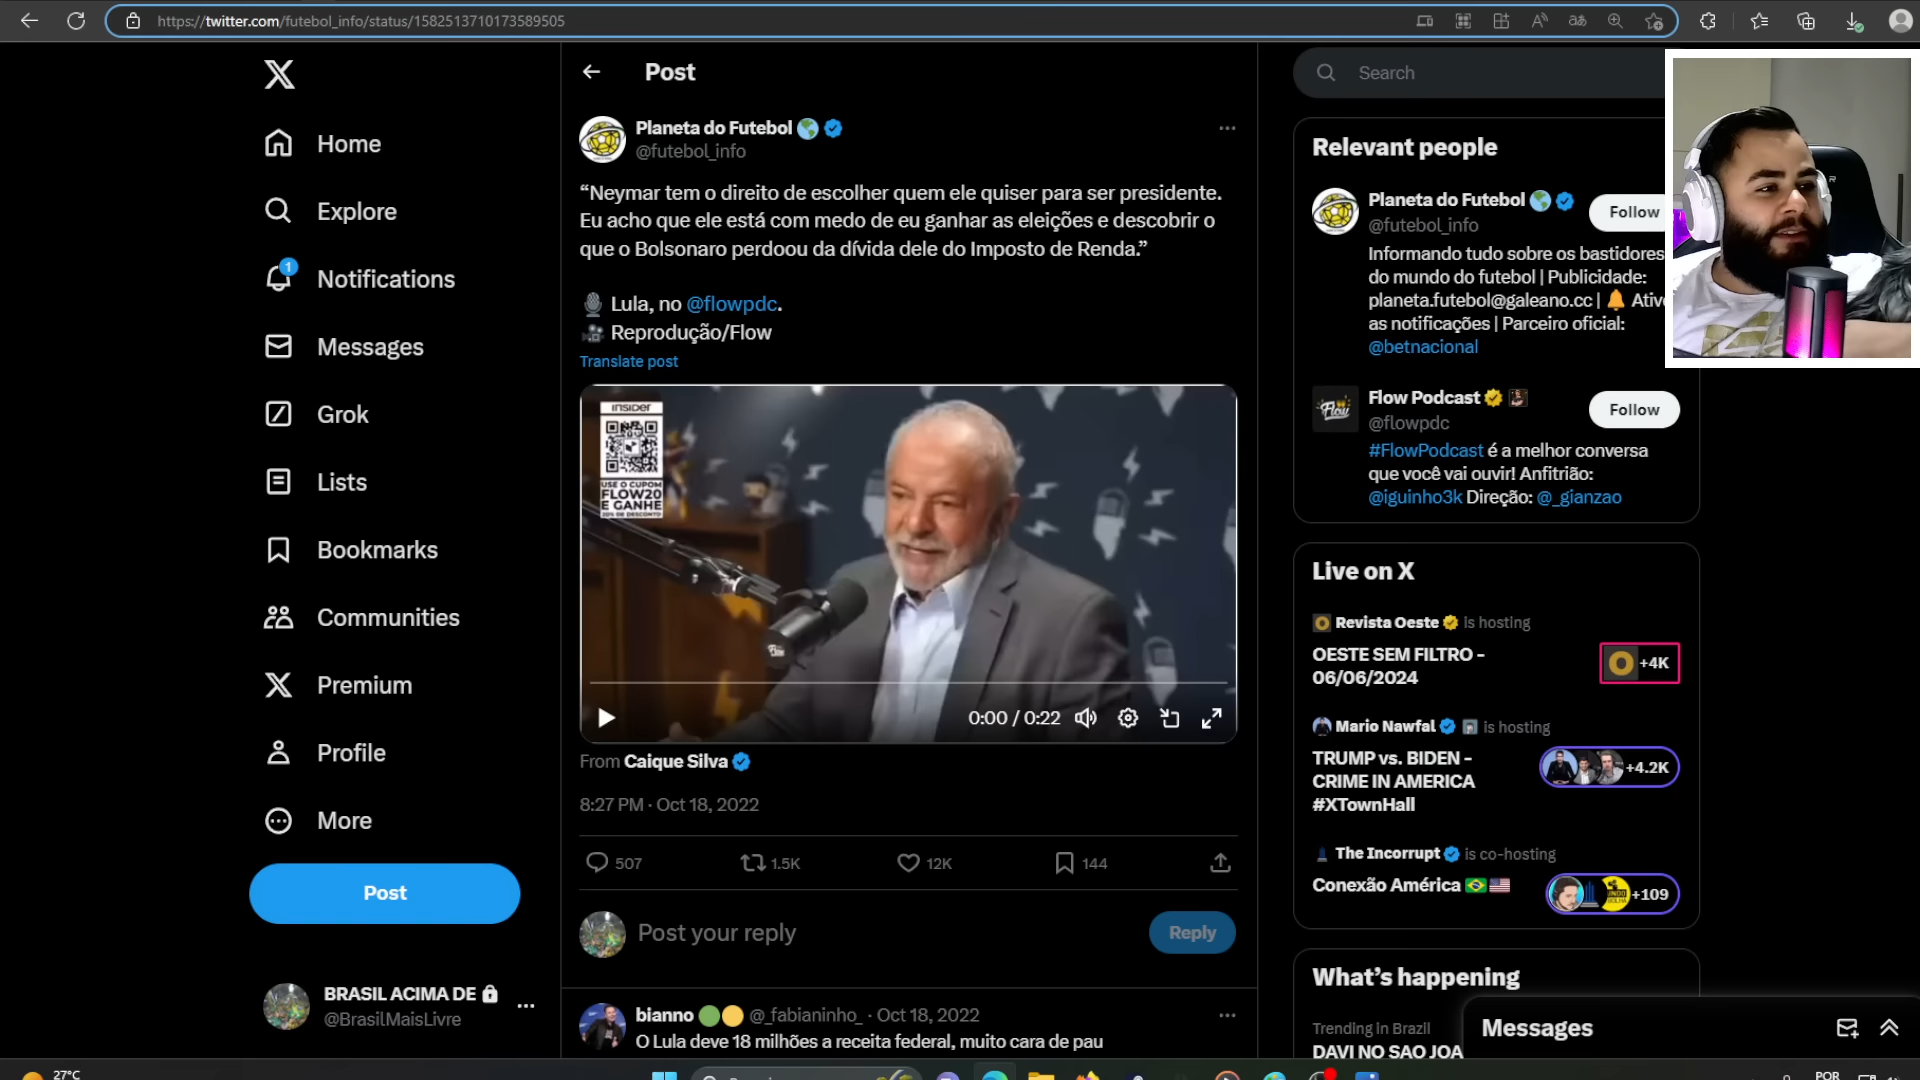 https://twitter.com/futebol_info/status/1582513710173589505
Home
Explore
1
Notifications
Messages
Grok
Lists
Bookmarks
Communities
Premium
Profile
More
Post
BRASIL ACIMA DE
@BrasilMaisLivre
Post
Planeta do Futebol
@futebol_info
“Neymar tem o direito de escolher quem ele quiser para ser presidente.
Eu acho que ele está com medo de eu ganhar as eleições e descobrir o
que o Bolsonaro perdoou da dívida dele do Imposto de Renda.”
Lula, no @flowpdc.
Reprodução/Flow
Translate post
INSIDER
USE O CUPOM
FLOW20
E GANHE
20% DE DESCONTO
0:00 / 0:22
From Caique Silva
8:27 PM · Oct 18, 2022
507
1.5K
12K
144
Post your reply
Reply
bianno @_fabianinho_ · Oct 18, 2022
O Lula deve 18 milhões a receita federal, muito cara de pau
Search
Relevant people
Planeta do Futebol
@futebol_info
Follow
Informando tudo sobre os bastidores
do mundo do futebol | Publicidade:
planeta.futebol@galeano.cc | Ative
as notificações | Parceiro oficial:
@betnacional
Flow Podcast
@flowpdc
Follow
#FlowPodcast é a melhor conversa
que você vai ouvir! Anfitrião:
@iguinho3k Direção: @_gianzao
Live on X
Revista Oeste is hosting
OESTE SEM FILTRO -
06/06/2024
+4K
Mario Nawfal is hosting
TRUMP vs. BIDEN -
CRIME IN AMERICA
#XTownHall
+4.2K
The Incorrupt is co-hosting
Conexão América
+109
What's happening
Trending in Brazil
DAVI NO SAO JOA
Messages
27°C
POR